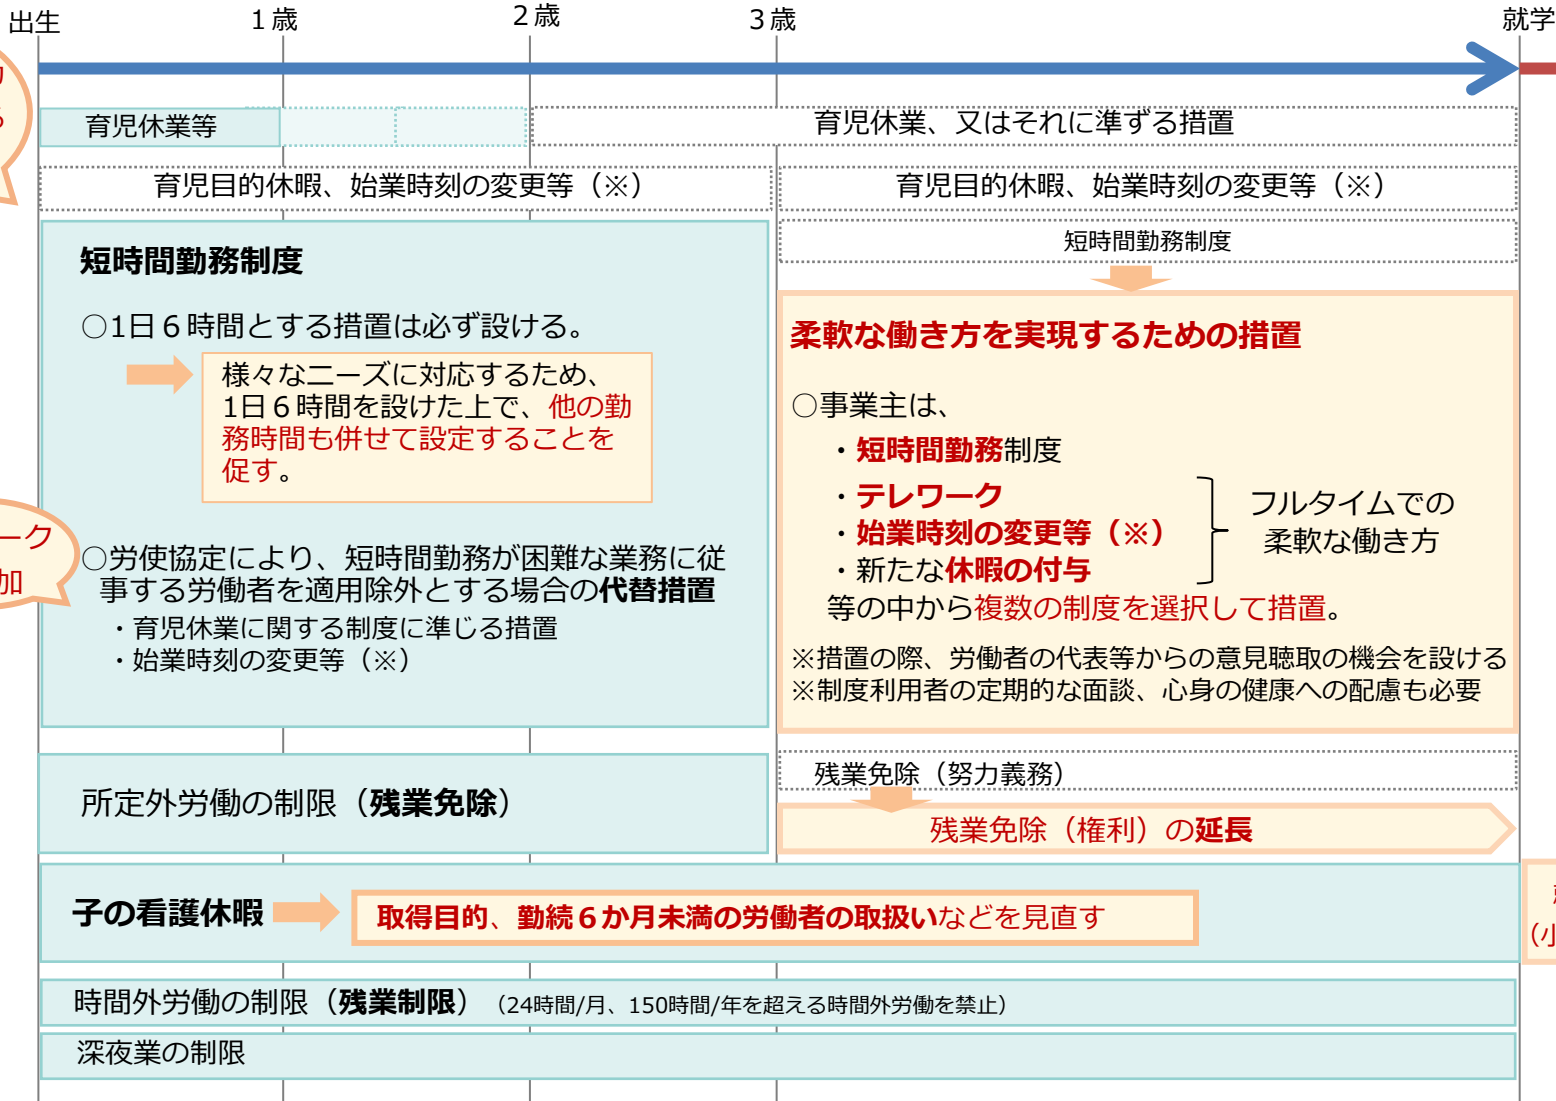 出生
1歳
2歳
3歳
就学
育児休業等
育児休業、又はそれに準ずる措置
育児目的休暇、始業時刻の変更等（※）
育児目的休暇、始業時刻の変更等（※）
短時間勤務制度
○1日６時間とする措置は必ず設ける。
様々なニーズに対応するため、
1日６時間を設けた上で、他の勤
務時間も併せて設定することを
促す。
ーク
加
○労使協定により、短時間勤務が困難な業務に従
事する労働者を適用除外とする場合の代替措置
・育児休業に関する制度に準じる措置
・始業時刻の変更等（※）
短時間勤務制度
柔軟な働き方を実現するための措置
○事業主は、
・短時間勤務制度
・テレワーク
・始業時刻の変更等（※）
・新たな休暇の付与
フルタイムでの
柔軟な働き方
等の中から複数の制度を選択して措置。
※措置の際、労働者の代表等からの意見聴取の機会を設ける
※制度利用者の定期的な面談、心身の健康への配慮も必要
所定外労働の制限（残業免除）
残業免除（努力義務）
残業免除（権利）の延長
子の看護休暇
取得目的、勤続６か月未満の労働者の取扱いなどを見直す
（小
時間外労働の制限（残業制限）（24時間/月、150時間/年を超える時間外労働を禁止）
深夜業の制限